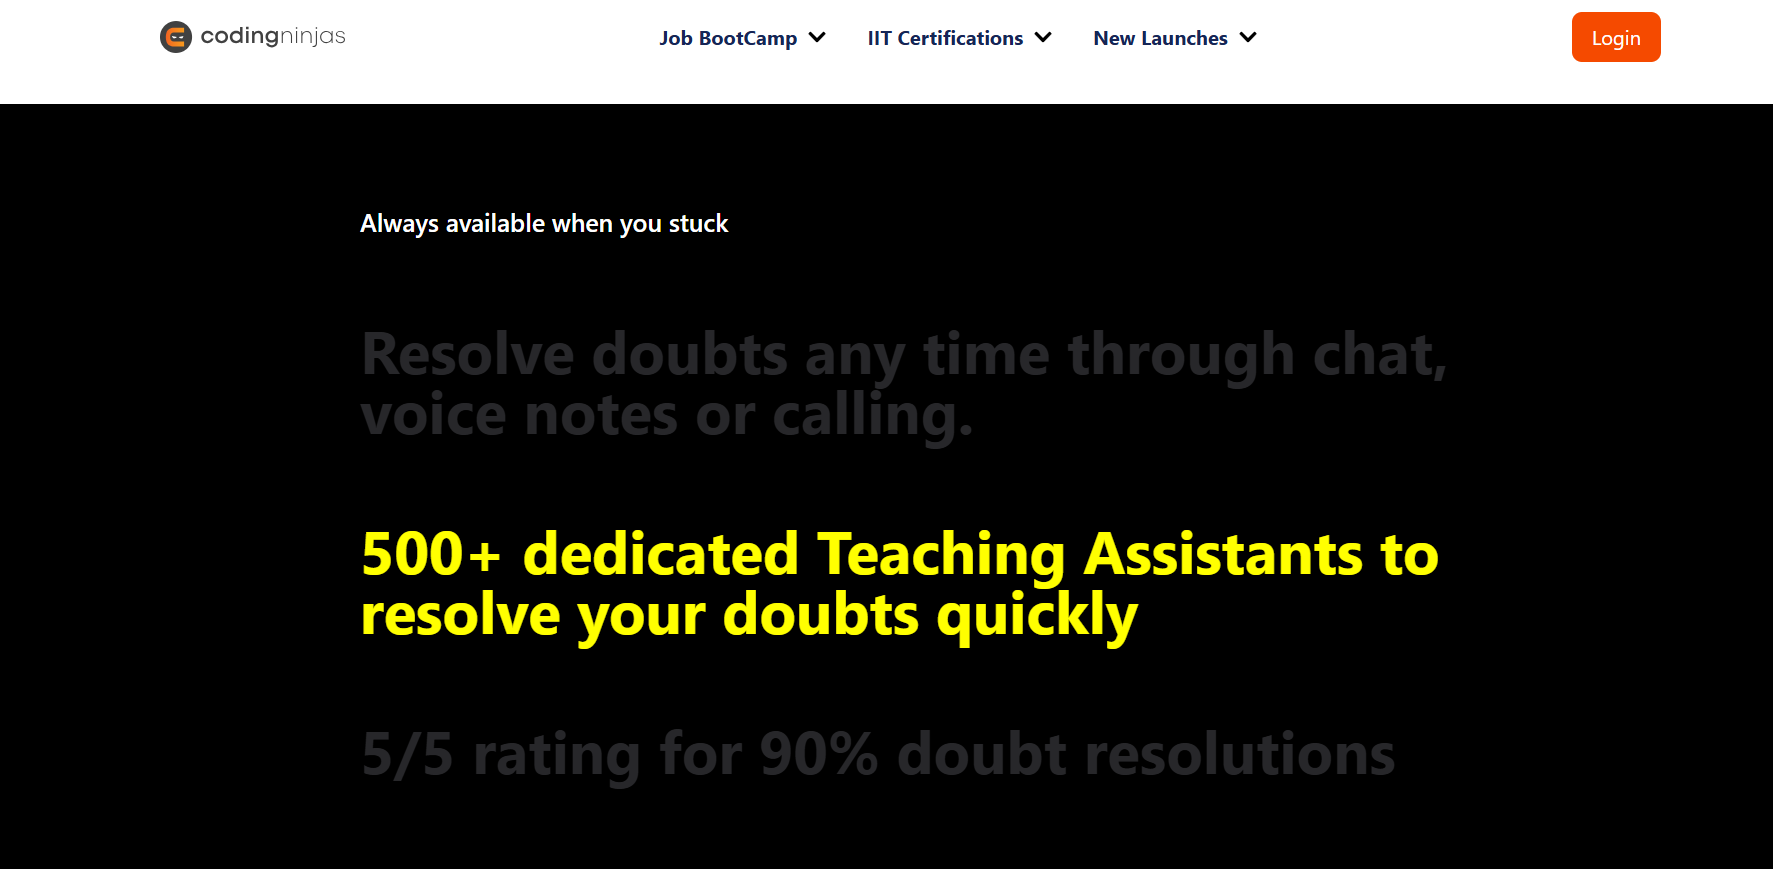 codingninjas
Job BootCamp
IIT Certifications
New Launches
Login
Always available when you stuck
Resolve doubts any time through chat,
voice notes or calling.
500+ dedicated Teaching Assistants to
resolve your doubts quickly
5/5 rating for 90% doubt resolutions